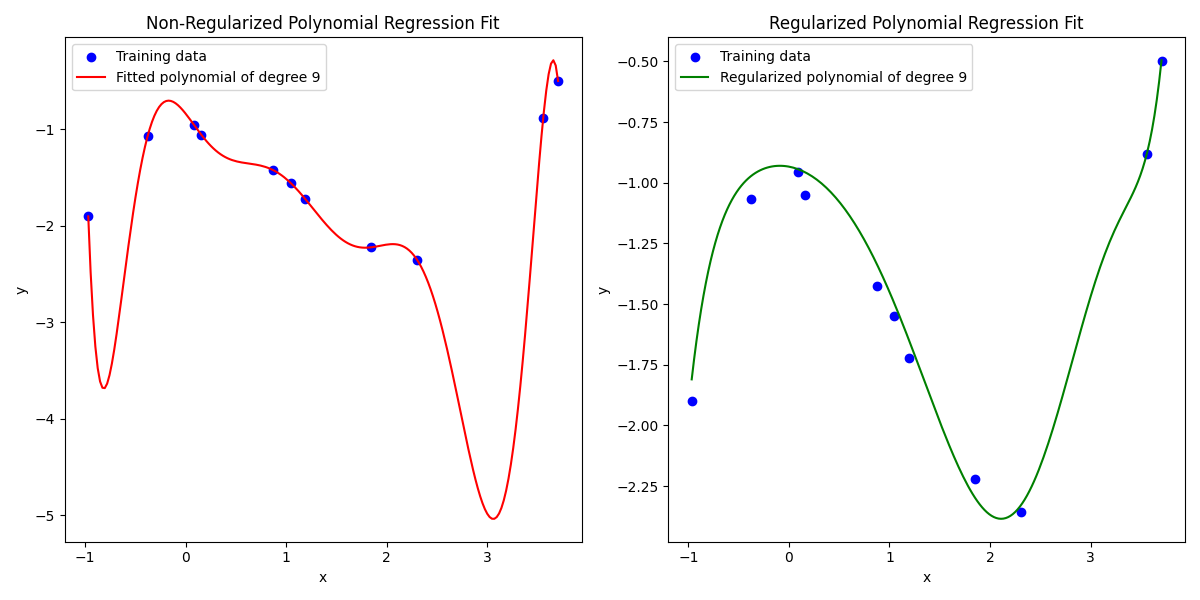 Non-Regularized Polynomial Regression Fit
Training data
Fitted polynomial of degree 9
−1
−2
−3
−4
−5
y
−1 0 1 2 3
x
Regularized Polynomial Regression Fit
Training data
Regularized polynomial of degree 9
−0.50
−0.75
−1.00
−1.25
−1.50
−1.75
−2.00
−2.25
y
−1 0 1 2 3
x